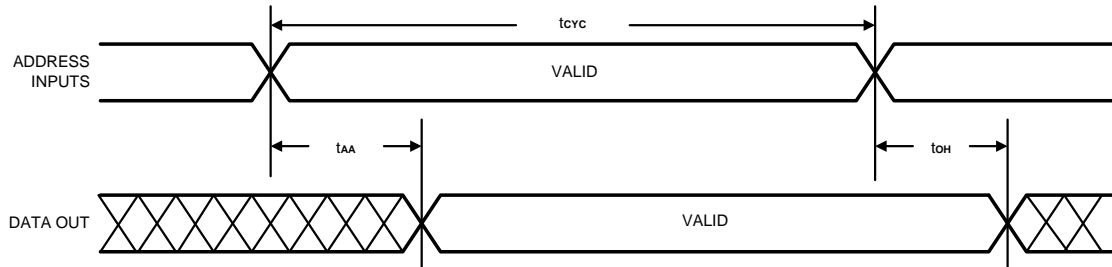 tCYC
ADDRESS
INPUTS
VALID
tAA
tOH
DATA OUT
VALID